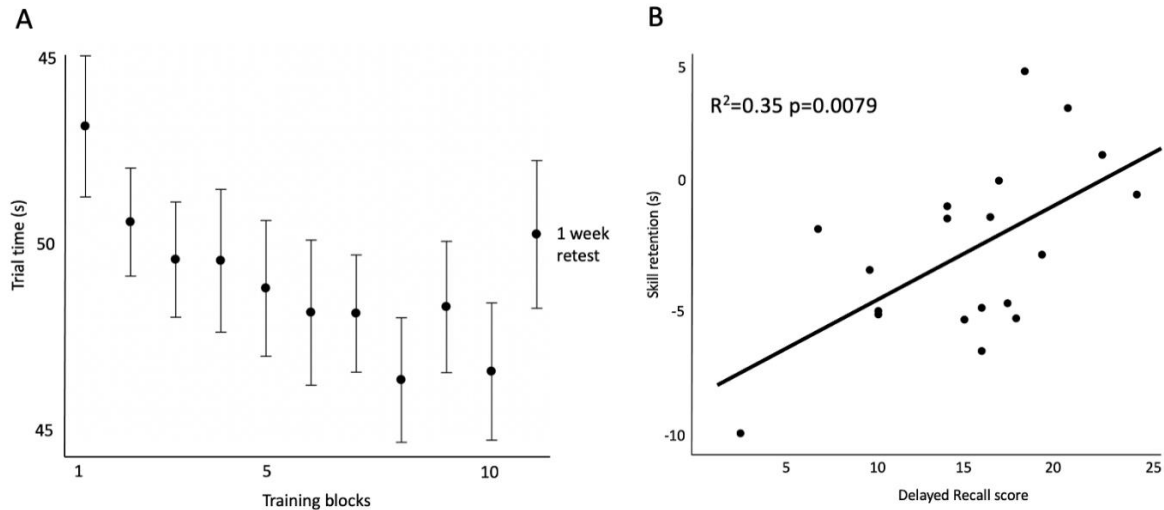 A
45
50
45
Trial time (s)
1
5
10
Training blocks
1 week
retest
B
5
0
-5
-10
Skill retention (s)
R²=0.35 p=0.0079
5
10
15
20
25
Delayed Recall score